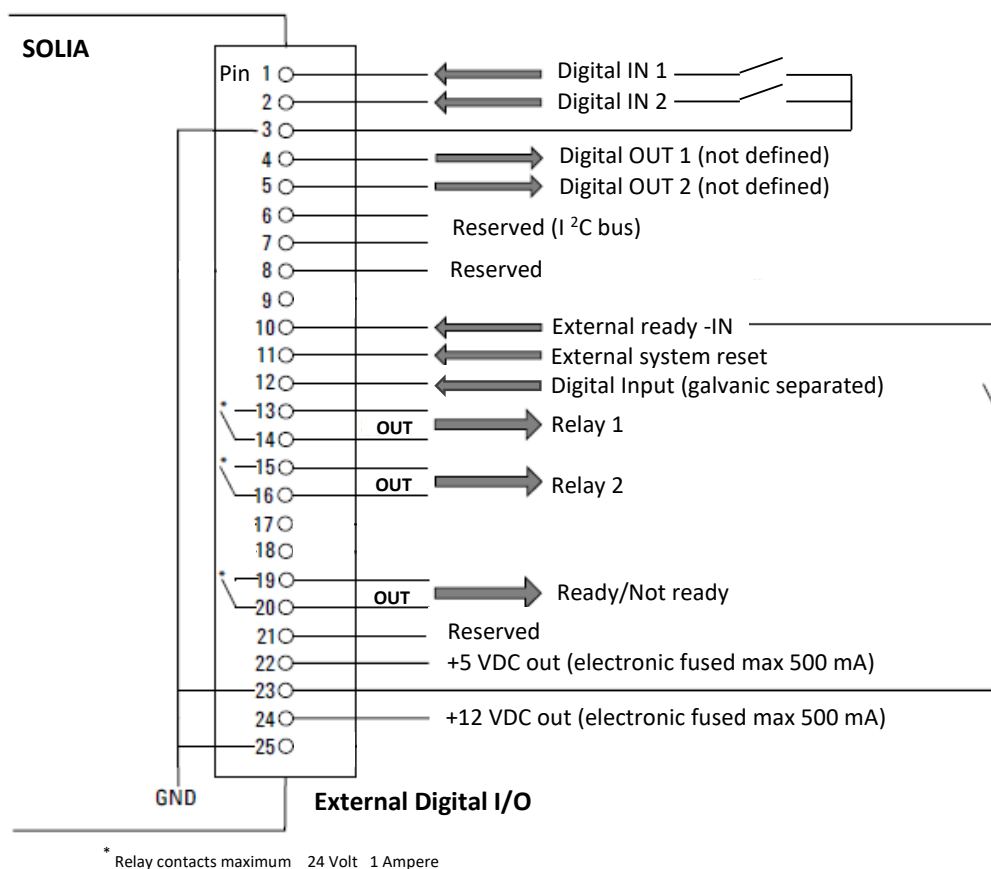 SOLIA
Pin 1 Digital IN 1
2 Digital IN 2
3
4 Digital OUT 1 (not defined)
5 Digital OUT 2 (not defined)
6
Reserved (I ²C bus)
7
8 Reserved
9
10 External ready -IN
11 External system reset
12 Digital Input (galvanic separated)
* 13
14 OUT Relay 1
* 15
16 OUT Relay 2
17
18
* 19
20 OUT Ready/Not ready
21 Reserved
22 +5 VDC out (electronic fused max 500 mA)
23
24 +12 VDC out (electronic fused max 500 mA)
25
GND
External Digital I/O
* Relay contacts maximum 24 Volt 1 Ampere